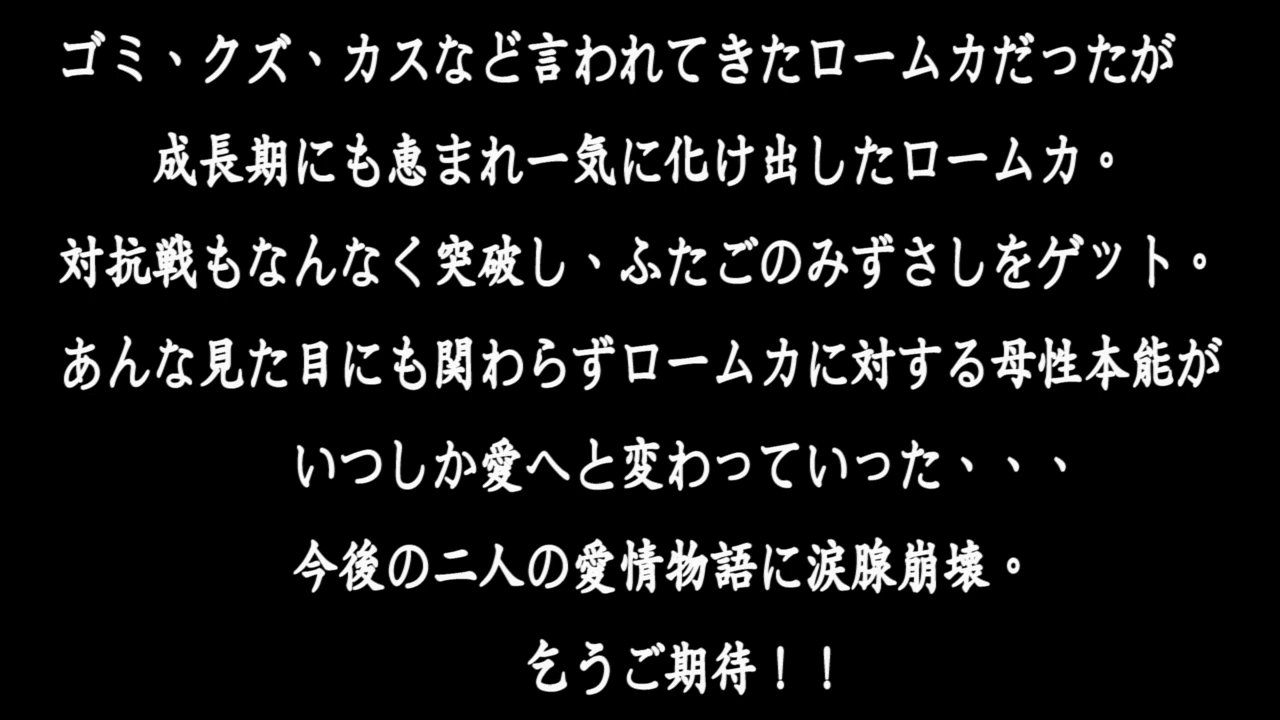 ゴミ、クズ、カスなど言われてきたロームカだったが
成長期にも恵まれ一気に化け出したロームカ。
対抗戦もなんなく突破し、ふたごのみずさしをゲット。
あんな見た目にも関わらずロームカに対する母性本能が
いつしか愛へと変わっていった、、、
今後の二人の愛情物語に涙腺崩壊。
乞うご期待！！